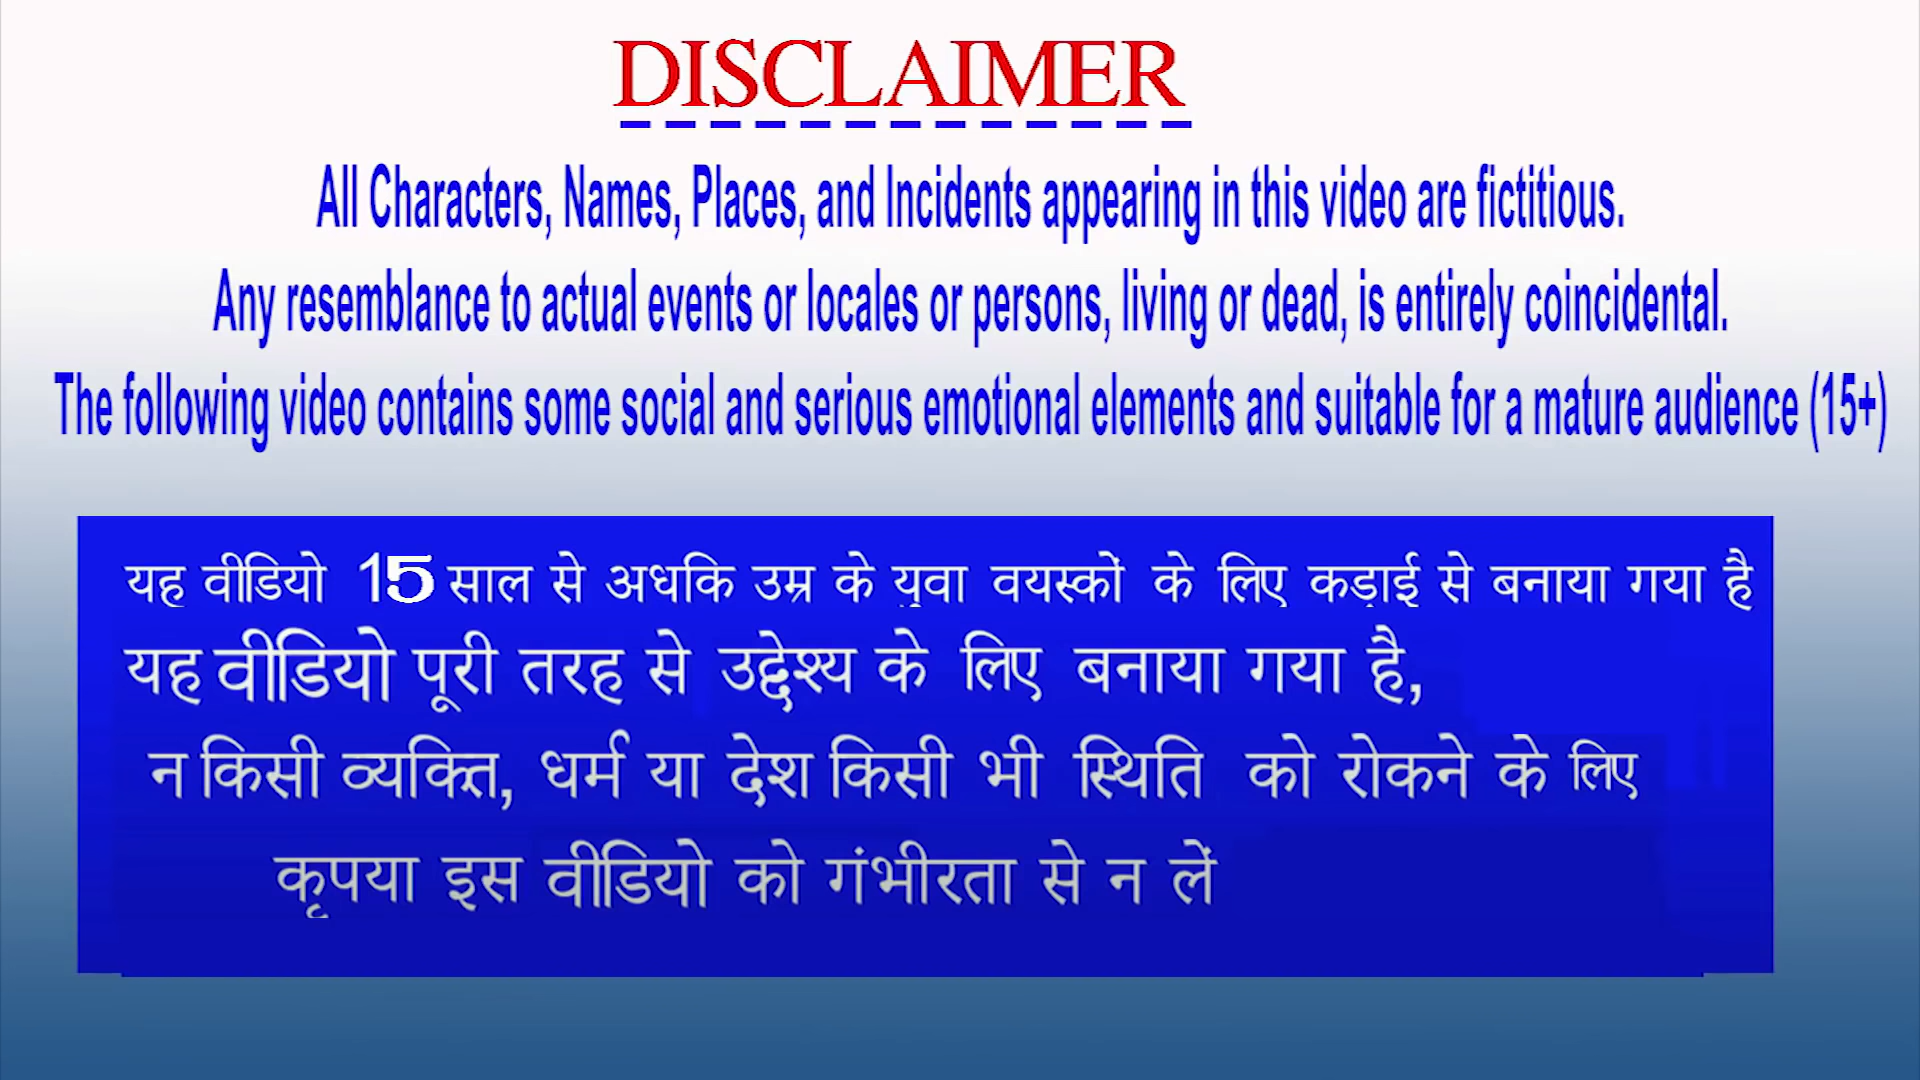 DISCLAIMER
All Characters, Names, Places, and Incidents appearing in this video are fictitious.
Any resemblance to actual events or locales or persons, living or dead, is entirely coincidental.
The following video contains some social and serious emotional elements and suitable for a mature audience (15+)
यह वीडियो 15 साल से अधकि उम्र के युवा वयस्कों के लिए कड़ाई से बनाया गया है
यह वीडियो पूरी तरह से उद्देश्य के लिए बनाया गया है,
न किसी व्यक्ति, धर्म या देश किसी भी स्थिति को रोकने के लिए
कृपया इस वीडियो को गंभीरता से न लें